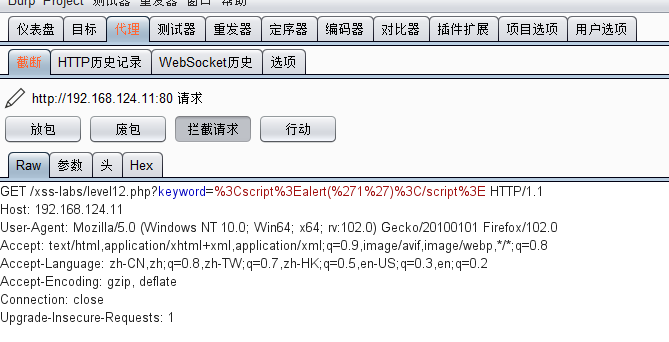 Burp Project 测试器 重发器 窗口 帮助
仪表盘 目标 代理 测试器 重发器 定序器 编码器 对比器 插件扩展 项目选项 用户选项
截断 HTTP历史记录 WebSocket历史 选项
http://192.168.124.11:80 请求
放包 废包 拦截请求 行动
Raw 参数 头 Hex
GET /xss-labs/level12.php?keyword=%3Cscript%3Ealert(%271%27)%3C/script%3E HTTP/1.1
Host: 192.168.124.11
User-Agent: Mozilla/5.0 (Windows NT 10.0; Win64; x64; rv:102.0) Gecko/20100101 Firefox/102.0
Accept: text/html,application/xhtml+xml,application/xml;q=0.9,image/avif,image/webp,*/*;q=0.8
Accept-Language: zh-CN,zh;q=0.8,zh-TW;q=0.7,zh-HK;q=0.5,en-US;q=0.3,en;q=0.2
Accept-Encoding: gzip, deflate
Connection: close
Upgrade-Insecure-Requests: 1